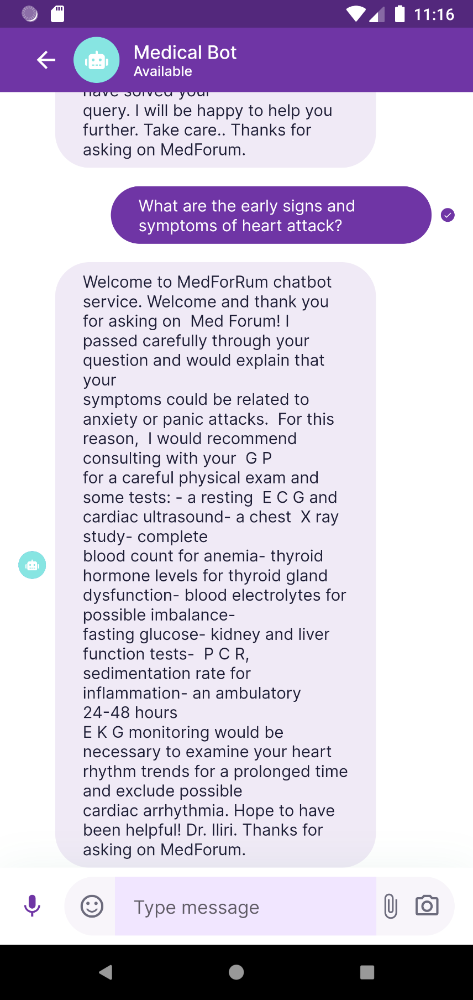 11:16
Medical Bot
Available
have solved your
query. I will be happy to help you
further. Take care.. Thanks for
asking on MedForum.
What are the early signs and
symptoms of heart attack?
Welcome to MedForRum chatbot
service. Welcome and thank you
for asking on  Med Forum! I
passed carefully through your
question and would explain that
your
symptoms could be related to
anxiety or panic attacks.  For this
reason,  I would recommend
consulting with your  G P
for a careful physical exam and
some tests: - a resting  E C G and
cardiac ultrasound- a chest  X ray
study- complete
blood count for anemia- thyroid
hormone levels for thyroid gland
dysfunction- blood electrolytes for
possible imbalance-
fasting glucose- kidney and liver
function tests-  P C R,
sedimentation rate for
inflammation- an ambulatory
24-48 hours
E K G monitoring would be
necessary to examine your heart
rhythm trends for a prolonged time
and exclude possible
cardiac arrhythmia. Hope to have
been helpful! Dr. Iliri. Thanks for
asking on MedForum.
Type message